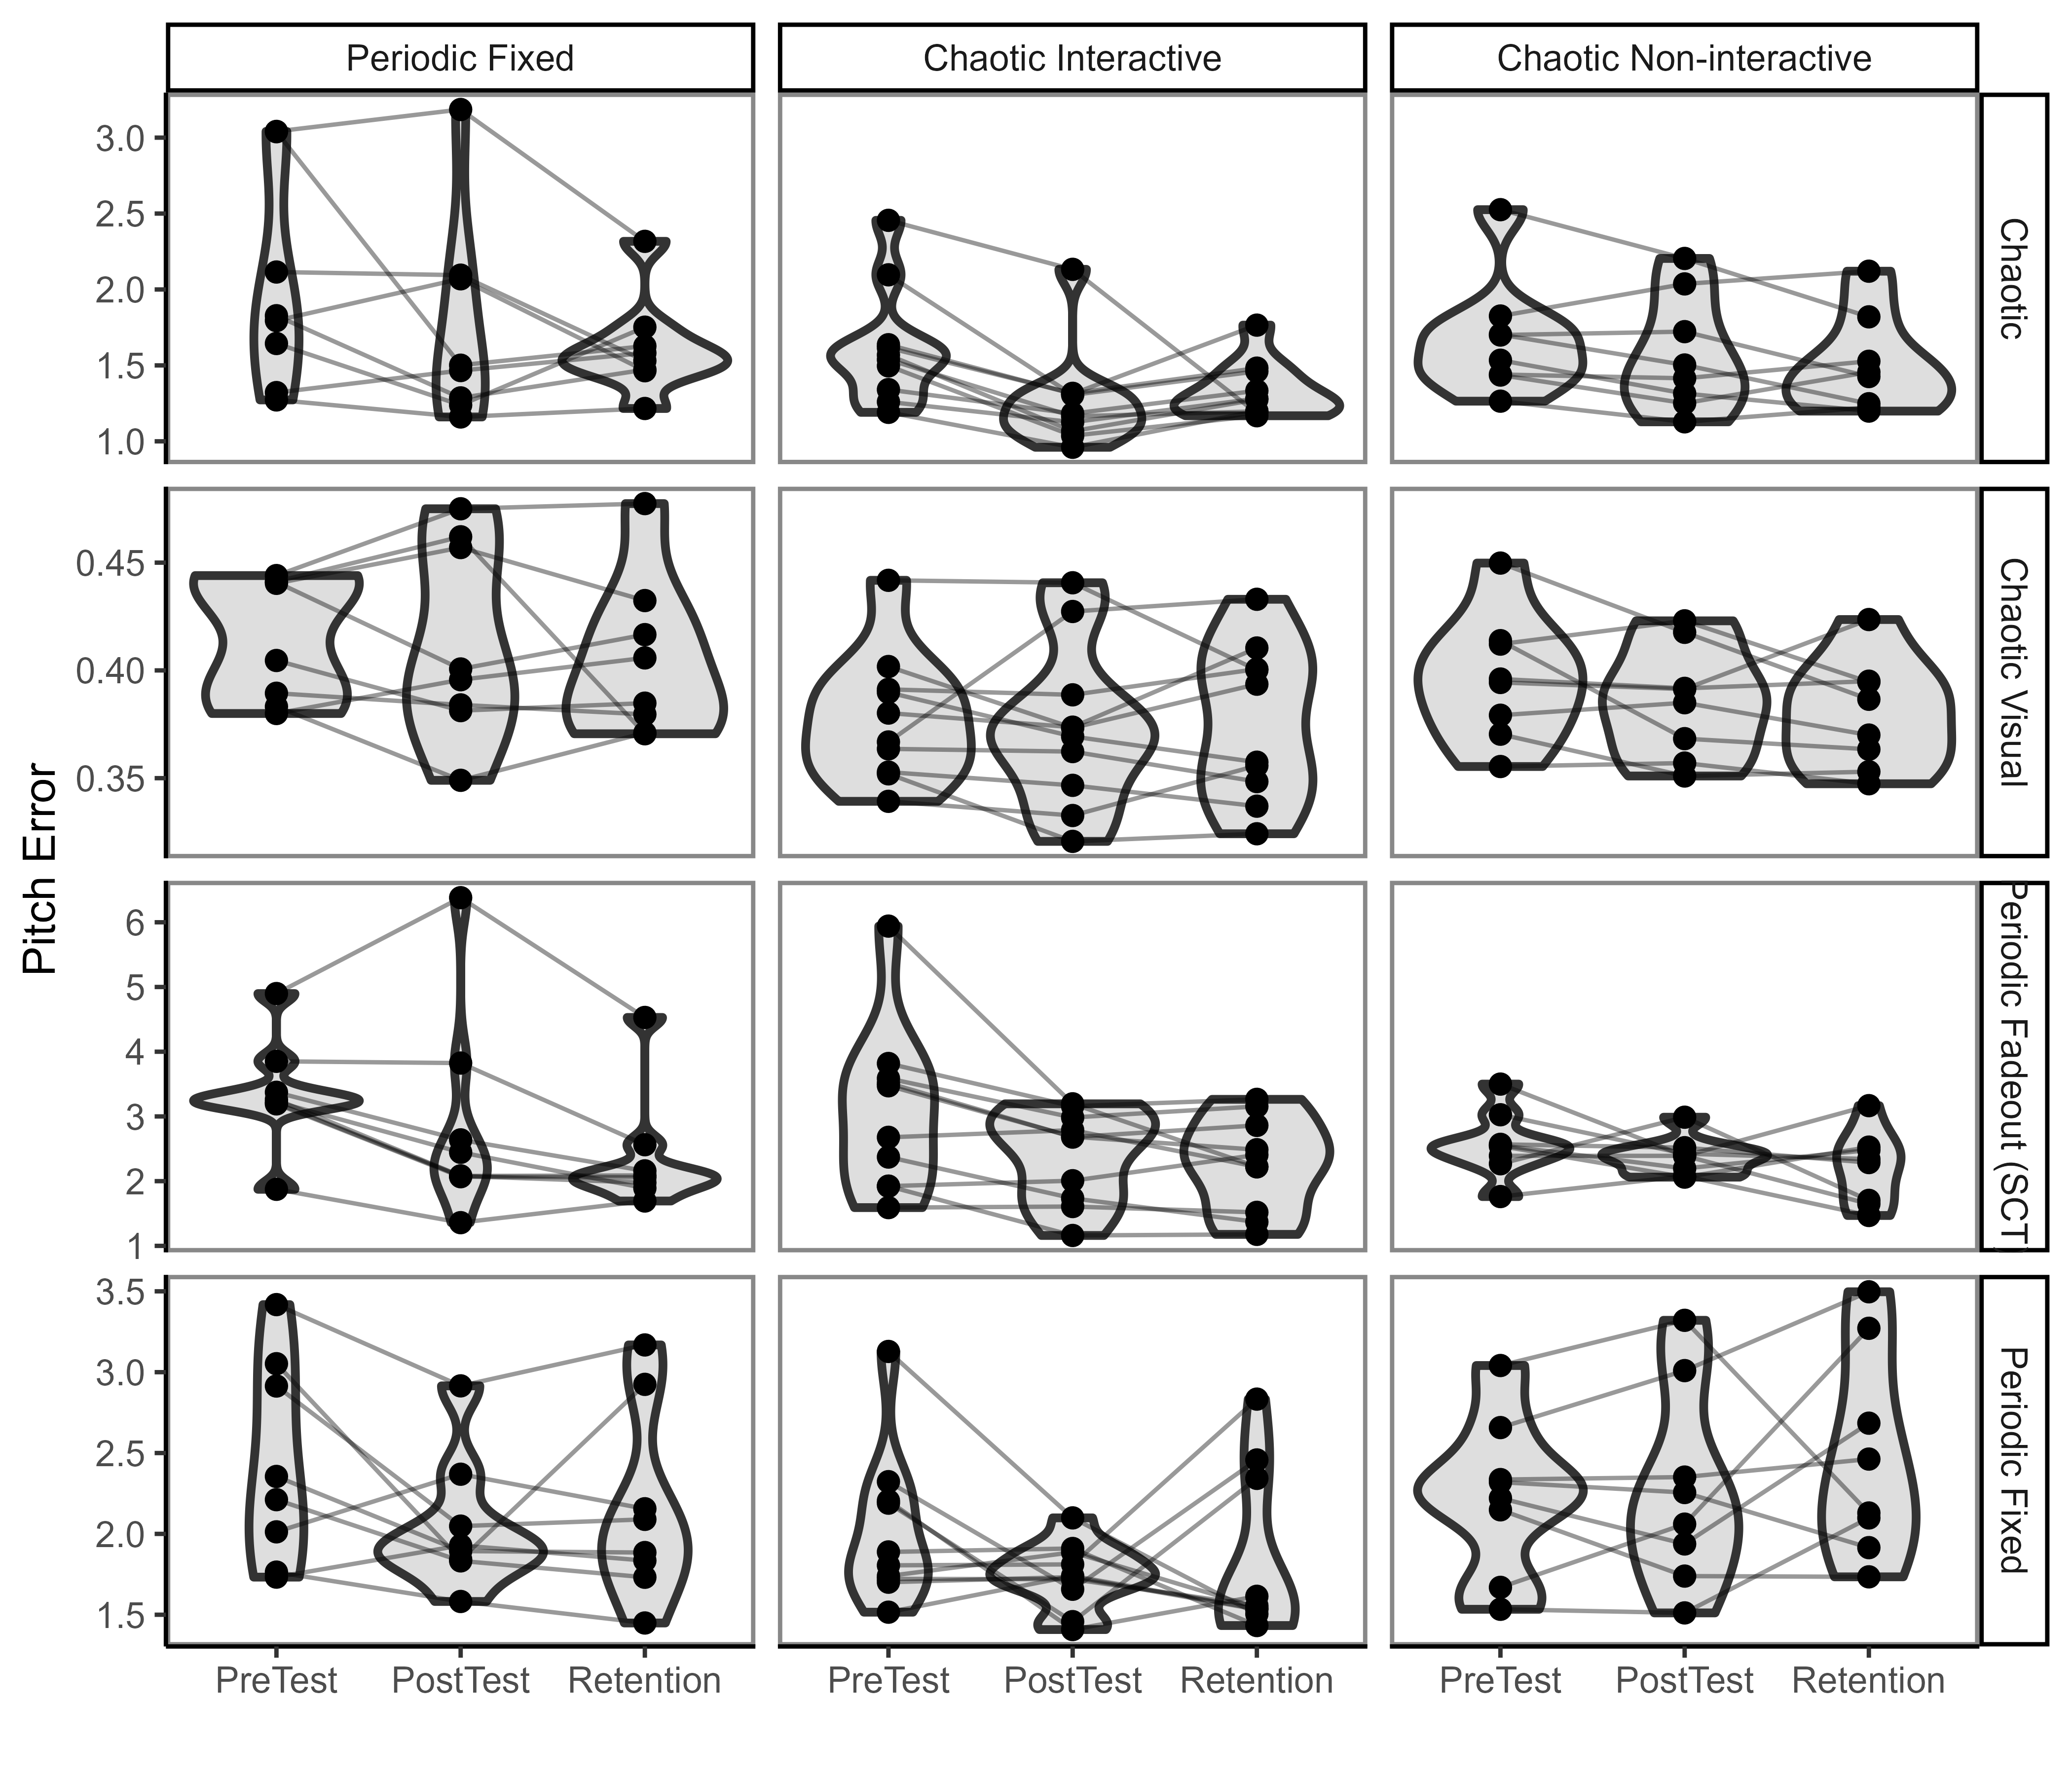 Periodic Fixed
Chaotic Interactive
Chaotic Non-interactive
Pitch Error
3.0
2.5
2.0
1.5
1.0
Chaotic
0.45
0.40
0.35
Chaotic Visual
6
5
4
3
2
1
Periodic Fadeout (SCT)
3.5
3.0
2.5
2.0
1.5
Periodic Fixed
PreTest
PostTest
Retention
PreTest
PostTest
Retention
PreTest
PostTest
Retention